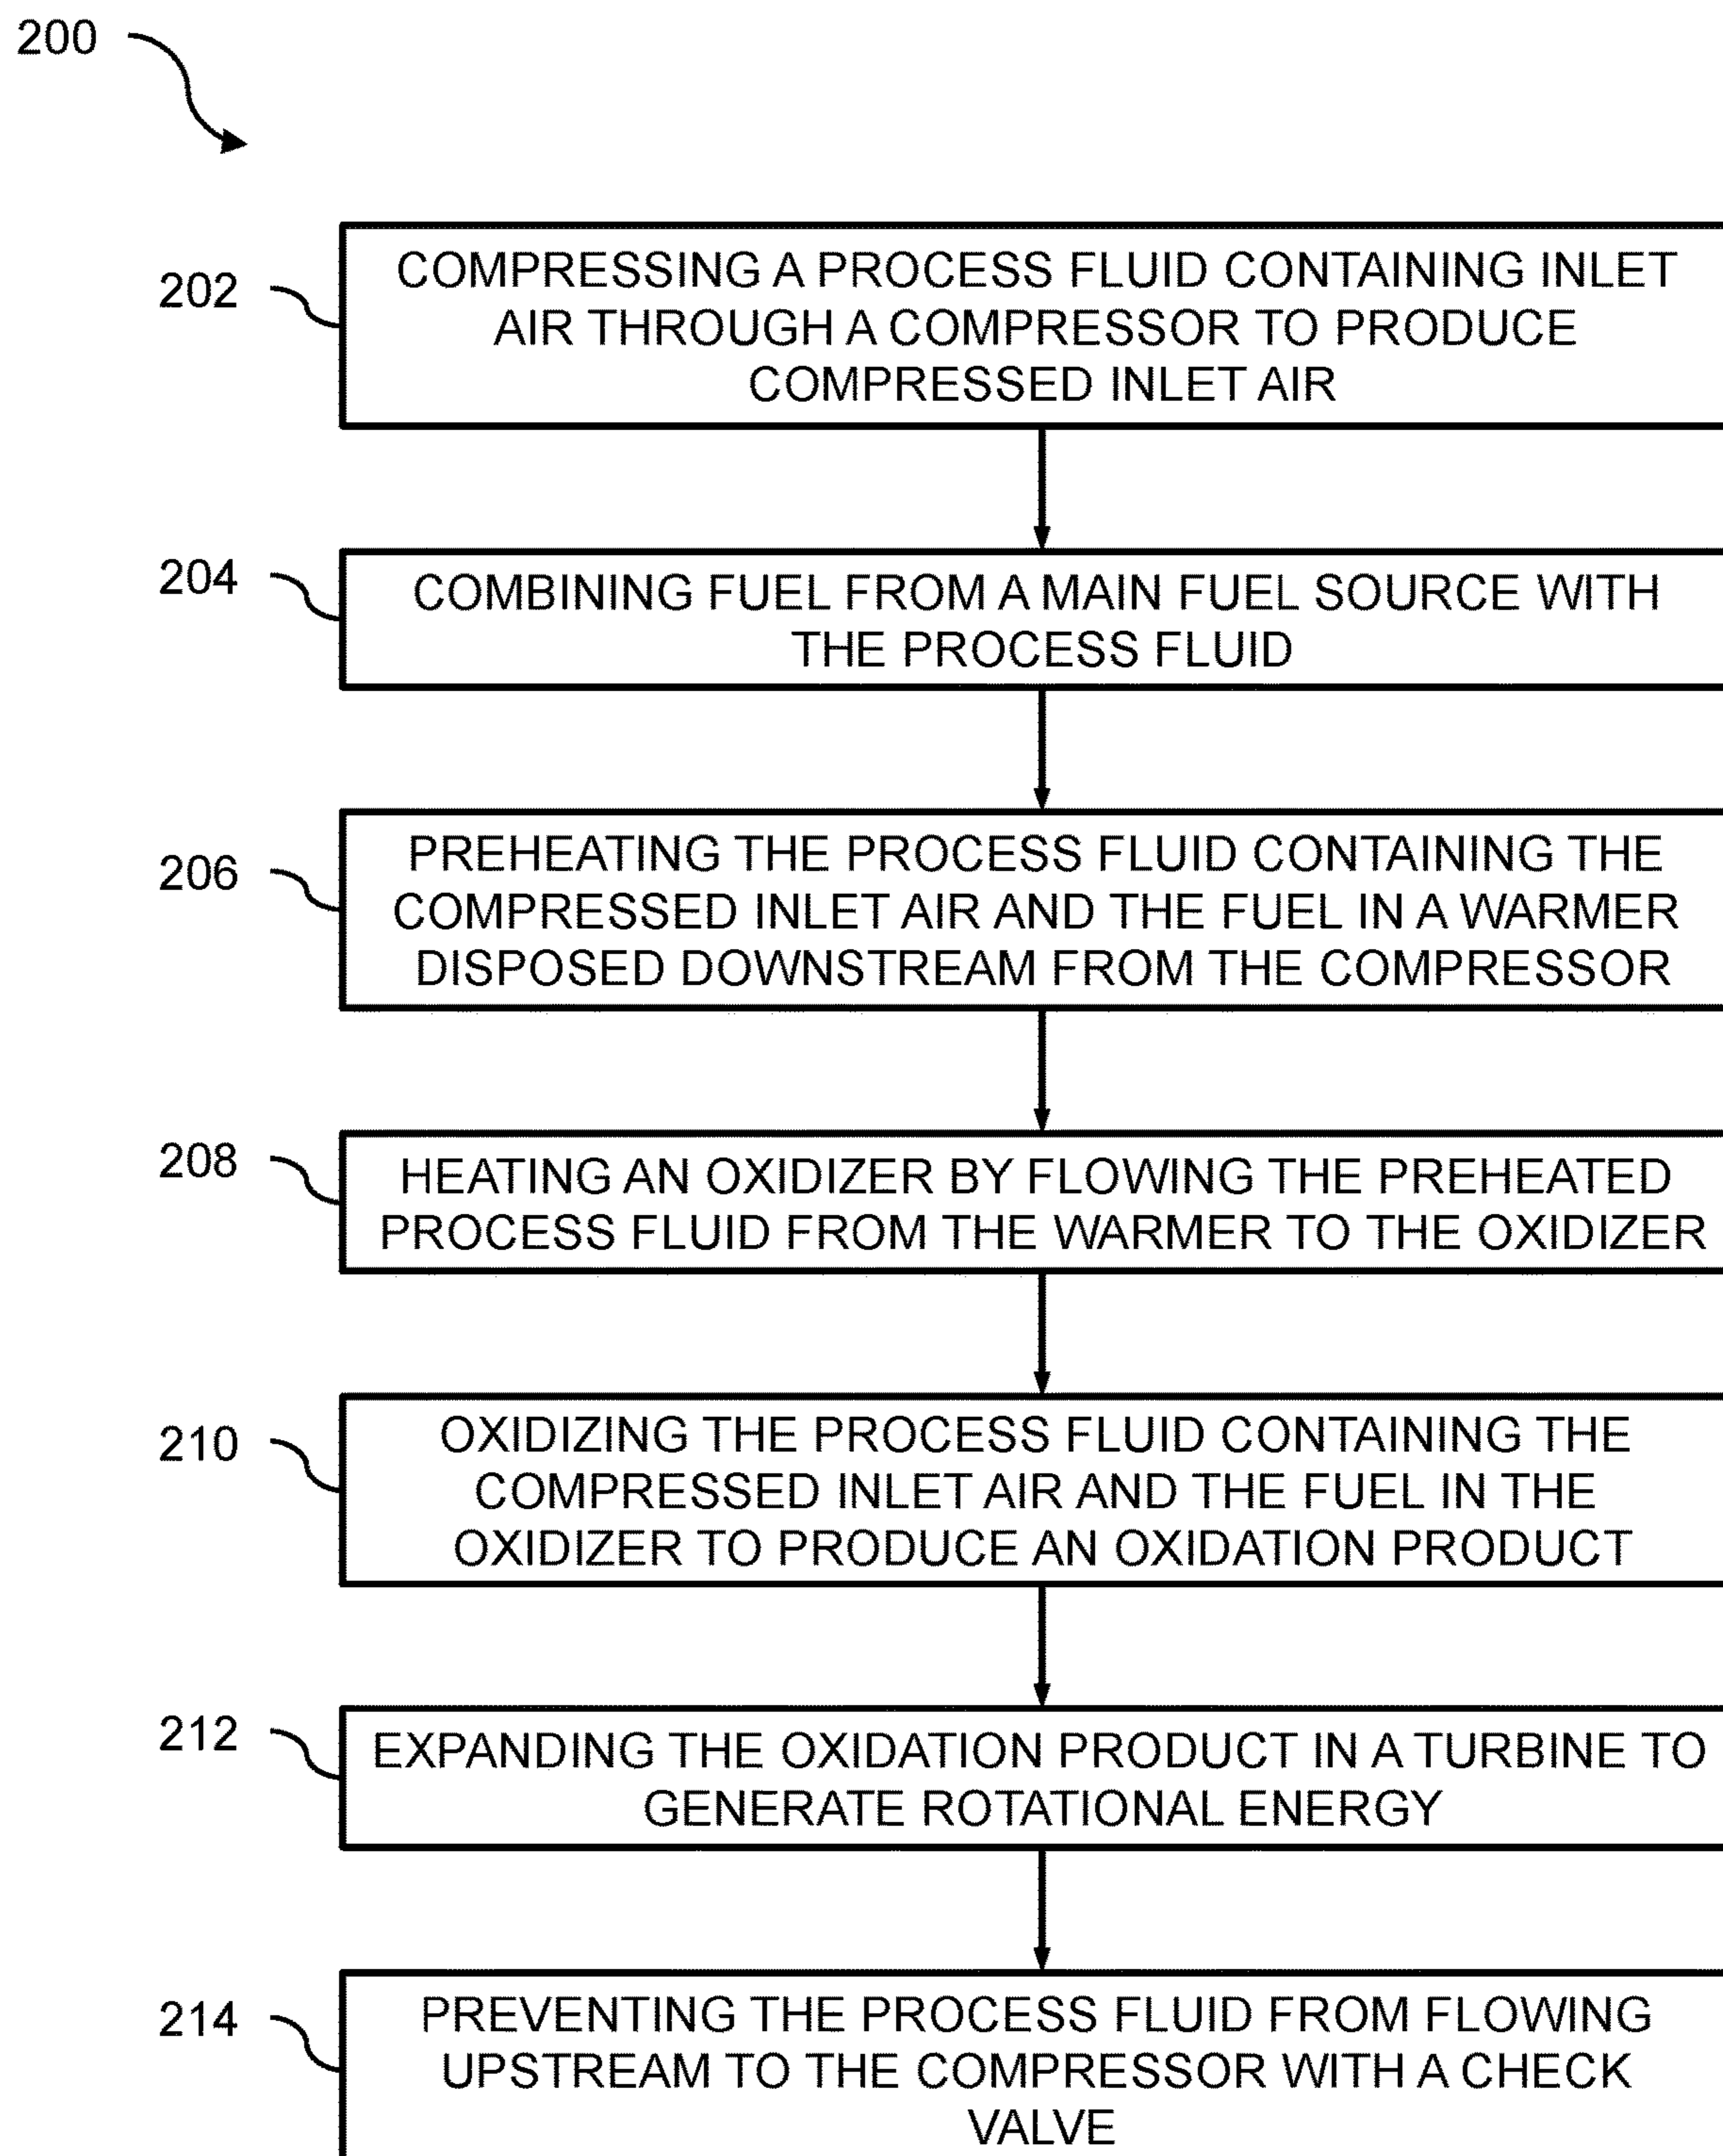 200
202
COMPRESSING A PROCESS FLUID CONTAINING INLET
AIR THROUGH A COMPRESSOR TO PRODUCE
COMPRESSED INLET AIR
204
COMBINING FUEL FROM A MAIN FUEL SOURCE WITH
THE PROCESS FLUID
206
PREHEATING THE PROCESS FLUID CONTAINING THE
COMPRESSED INLET AIR AND THE FUEL IN A WARMER
DISPOSED DOWNSTREAM FROM THE COMPRESSOR
208
HEATING AN OXIDIZER BY FLOWING THE PREHEATED
PROCESS FLUID FROM THE WARMER TO THE OXIDIZER
210
OXIDIZING THE PROCESS FLUID CONTAINING THE
COMPRESSED INLET AIR AND THE FUEL IN THE
OXIDIZER TO PRODUCE AN OXIDATION PRODUCT
212
EXPANDING THE OXIDATION PRODUCT IN A TURBINE TO
GENERATE ROTATIONAL ENERGY
214
PREVENTING THE PROCESS FLUID FROM FLOWING
UPSTREAM TO THE COMPRESSOR WITH A CHECK
VALVE